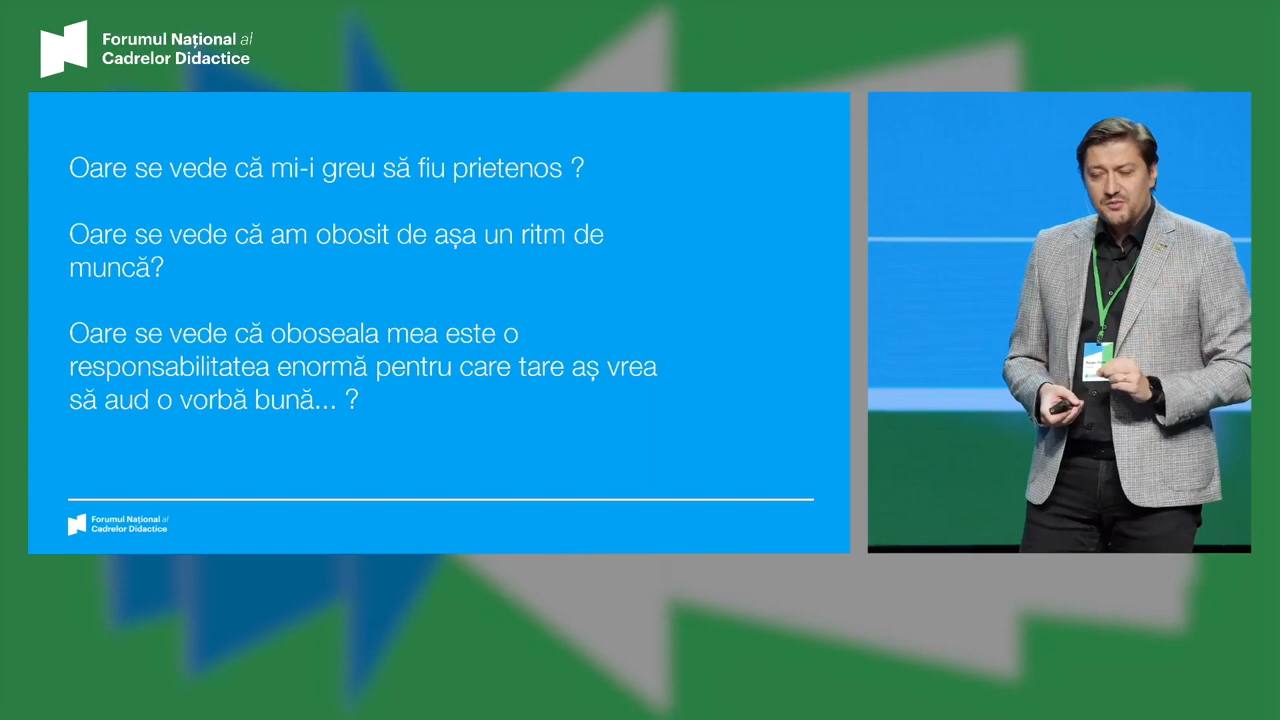 Forumul Național al
Cadrelor Didactice
Oare se vede că mi-i greu să fiu prietenos ?
Oare se vede că am obosit de așa un ritm de
muncă?
Oare se vede că oboseala mea este o
responsabilitatea enormă pentru care tare aș vrea
să aud o vorbă bună... ?
Forumul Național al
Cadrelor Didactice